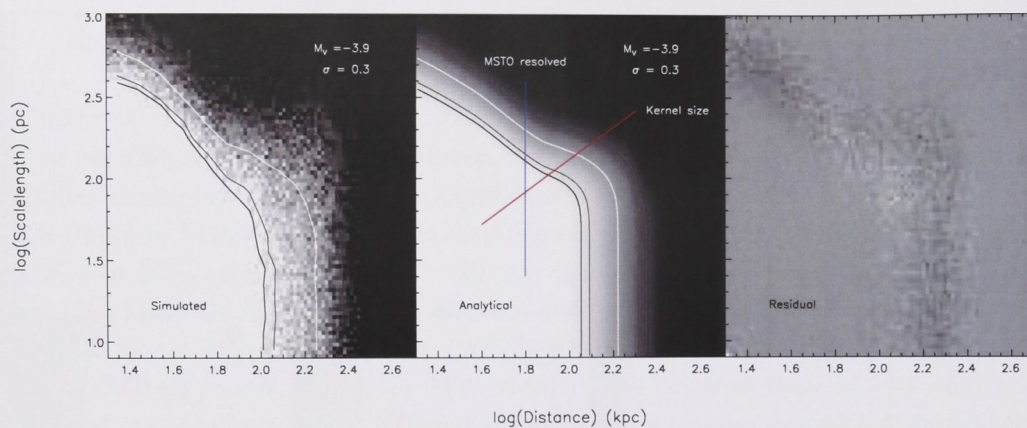 3.0
2.5
2.0
1.5
1.0
log(Scalelength) (pc)
M_V = −3.9
σ = 0.3
Simulated
1.4 1.6 1.8 2.0 2.2 2.4 2.6
M_V = −3.9
σ = 0.3
MSTO resolved
Kernel size
Analytical
1.4 1.6 1.8 2.0 2.2 2.4 2.6
Residual
1.4 1.6 1.8 2.0 2.2 2.4 2.6
log(Distance) (kpc)